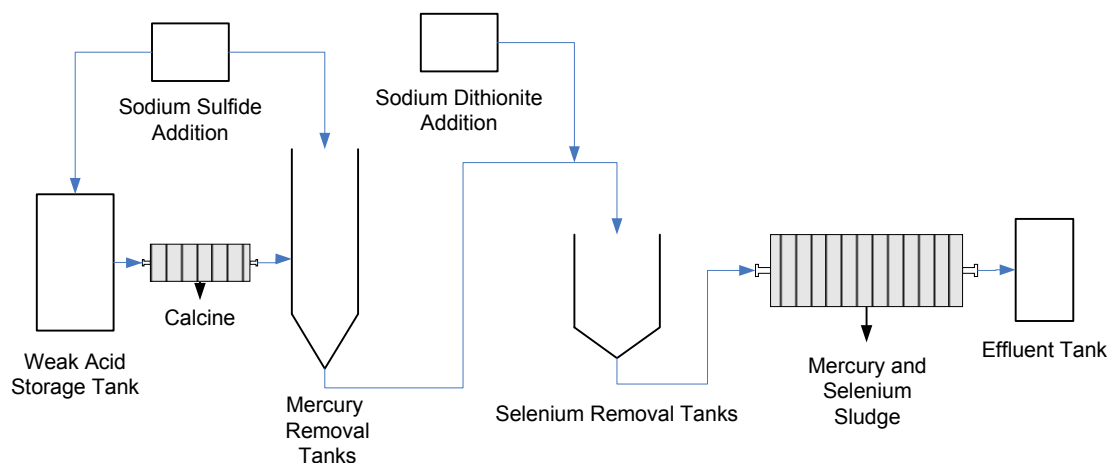 Sodium Sulfide
Addition
Sodium Dithionite
Addition
Calcine
Weak Acid
Storage Tank
Mercury
Removal
Tanks
Selenium Removal Tanks
Mercury and
Selenium
Sludge
Effluent Tank